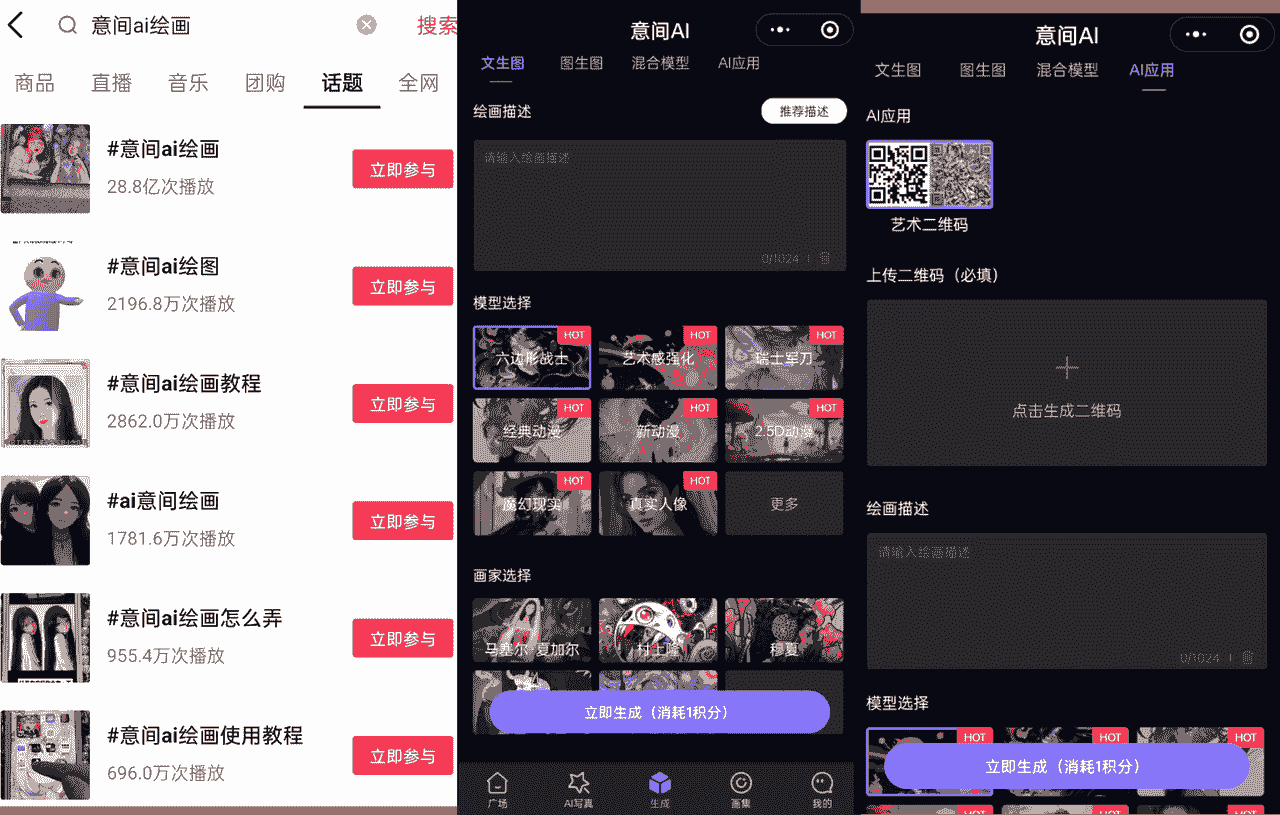 意间ai绘画
搜索
商品 直播 音乐 团购 话题 全网
#意间ai绘画
28.8亿次播放
立即参与
#意间ai绘图
2196.8万次播放
立即参与
#意间ai绘画教程
2862.0万次播放
立即参与
#ai意间绘画
1781.6万次播放
立即参与
#意间ai绘画怎么弄
955.4万次播放
立即参与
#意间ai绘画使用教程
696.0万次播放
立即参与
意间AI
文生图 图生图 混合模型 AI应用
绘画描述
推荐描述
请输入绘画描述
0/1024
模型选择
HOT HOT HOT
六边形战士 艺术感强化 瑞士军刀
HOT HOT HOT
经典动漫 新动漫 2.5D动漫
HOT HOT
魔幻现实 真实人像 更多
画家选择
马塞尔·夏加尔 村上隆 穆夏
立即生成（消耗1积分）
广场 AI写真 生成 画集 我的
意间AI
文生图 图生图 混合模型 AI应用
AI应用
艺术二维码
上传二维码（必填）
点击生成二维码
绘画描述
请输入绘画描述
0/1024
模型选择
HOT HOT HOT
立即生成（消耗1积分）
HOT HOT HOT